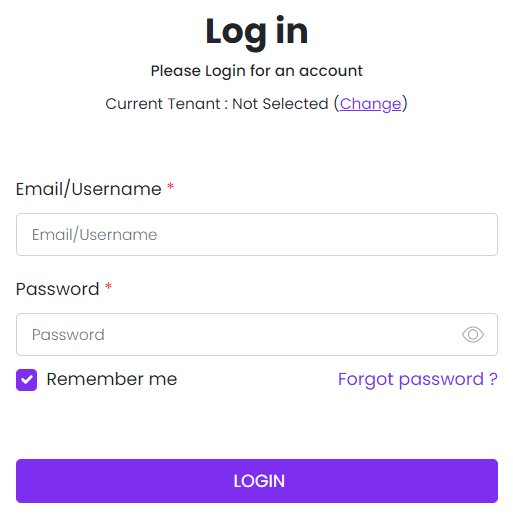 Log in
Please Login for an account
Current Tenant : Not Selected (Change)
Email/Username *
Email/Username
Password *
Password
Remember me
Forgot password ?
LOGIN